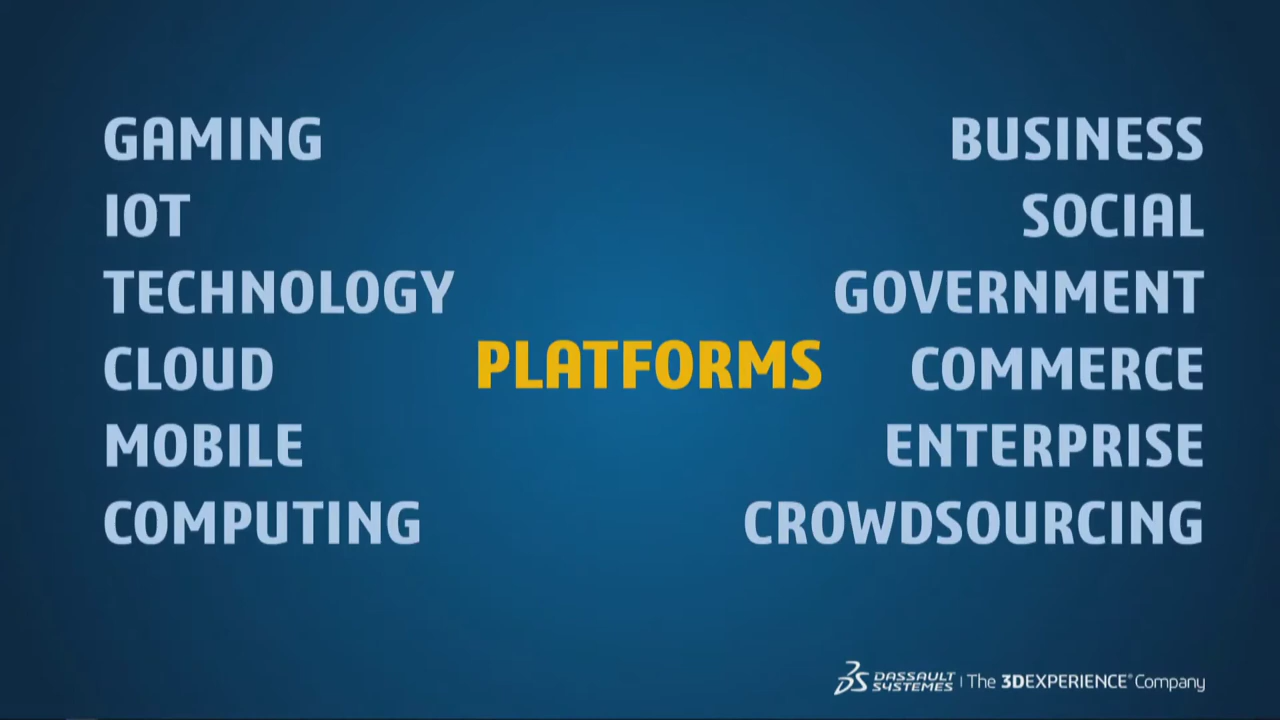 GAMING
IOT
TECHNOLOGY
CLOUD
MOBILE
COMPUTING
PLATFORMS
BUSINESS
SOCIAL
GOVERNMENT
COMMERCE
ENTERPRISE
CROWDSOURCING
DASSAULT
SYSTEMES
The 3DEXPERIENCE® Company